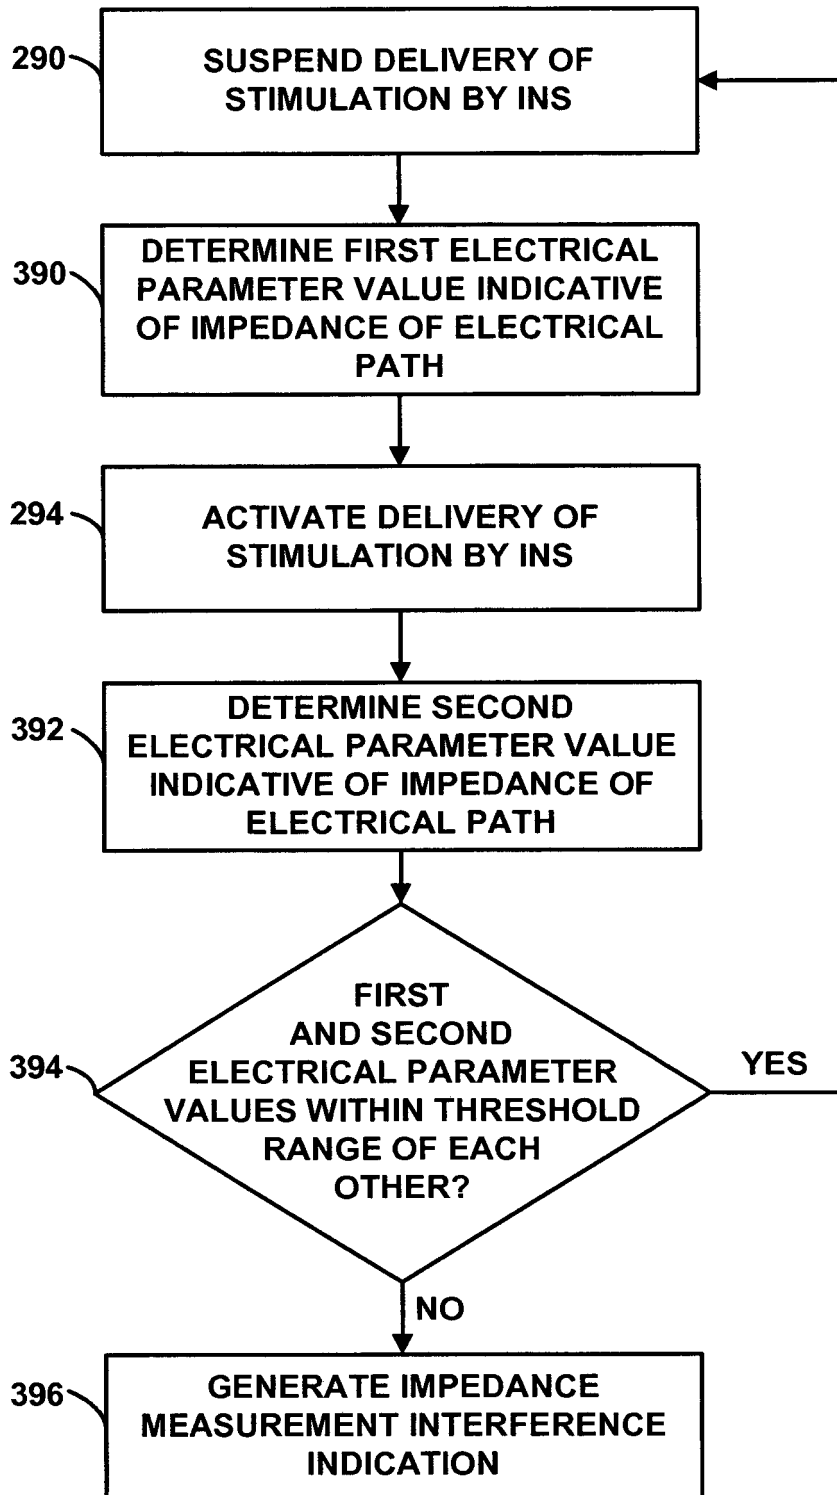 290
SUSPEND DELIVERY OF
STIMULATION BY INS
390
DETERMINE FIRST ELECTRICAL
PARAMETER VALUE INDICATIVE
OF IMPEDANCE OF ELECTRICAL
PATH
294
ACTIVATE DELIVERY OF
STIMULATION BY INS
392
DETERMINE SECOND
ELECTRICAL PARAMETER VALUE
INDICATIVE OF IMPEDANCE OF
ELECTRICAL PATH
394
FIRST
AND SECOND
ELECTRICAL PARAMETER
VALUES WITHIN THRESHOLD
RANGE OF EACH
OTHER?
YES
NO
396
GENERATE IMPEDANCE
MEASUREMENT INTERFERENCE
INDICATION